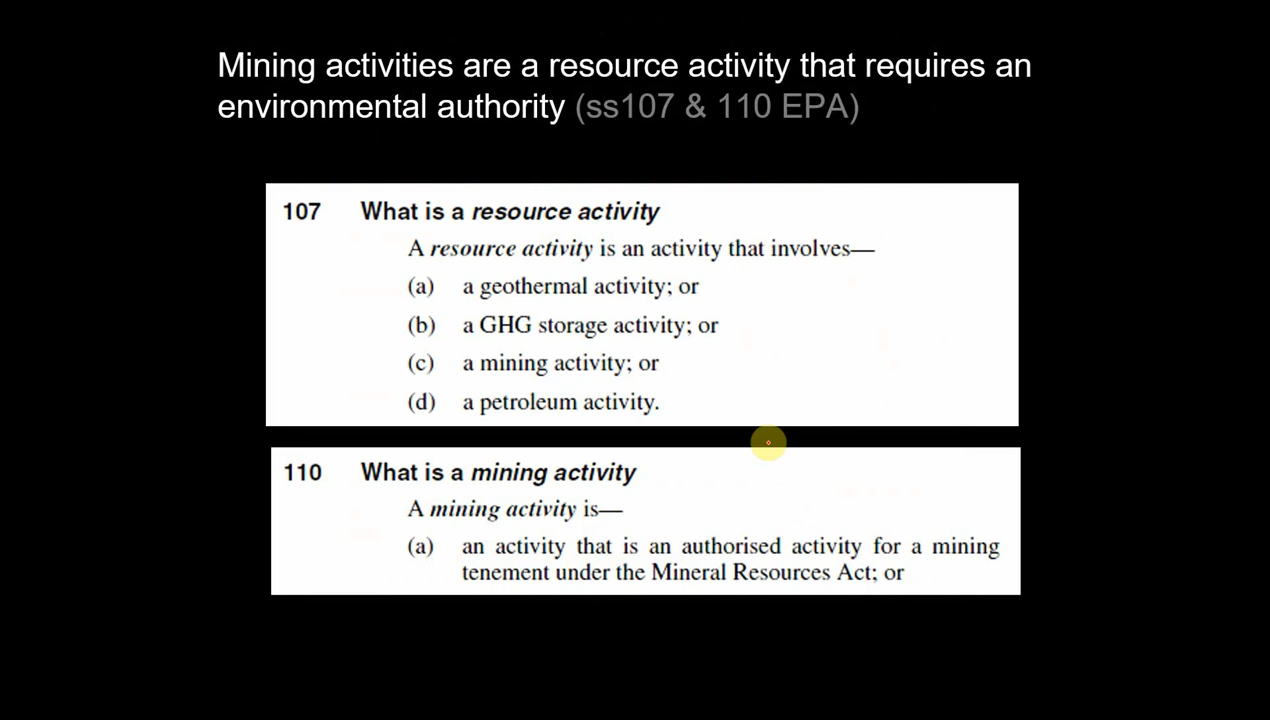 Mining activities are a resource activity that requires an
environmental authority (ss107 & 110 EPA)
107 What is a resource activity
A resource activity is an activity that involves—
(a) a geothermal activity; or
(b) a GHG storage activity; or
(c) a mining activity; or
(d) a petroleum activity.
110 What is a mining activity
A mining activity is—
(a) an activity that is an authorised activity for a mining
tenement under the Mineral Resources Act; or